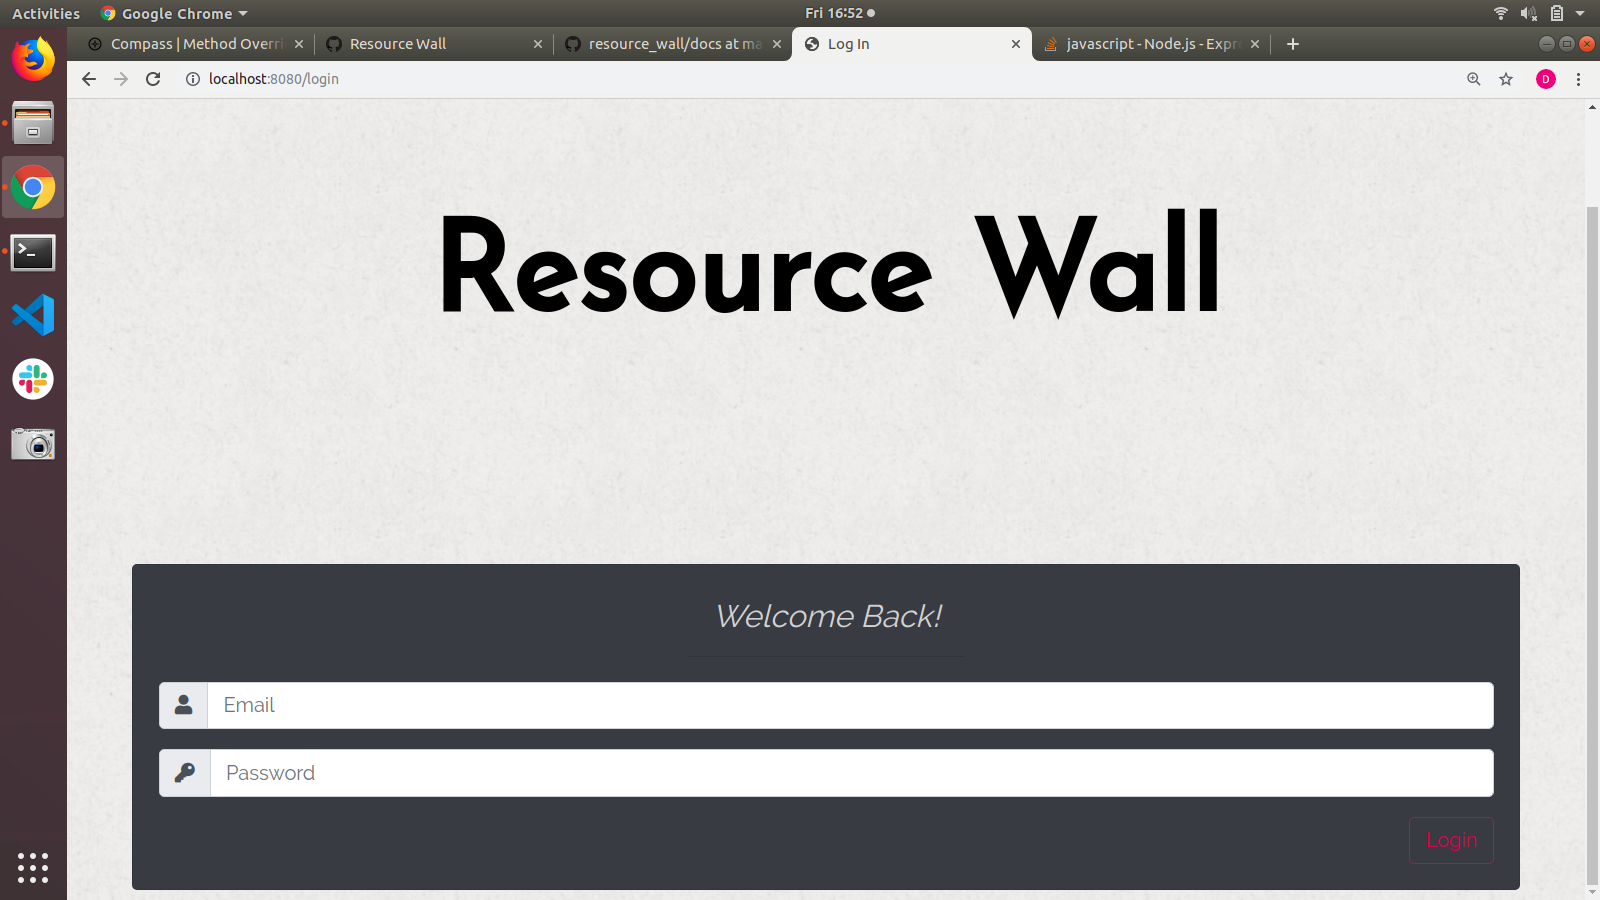 Activities Google Chrome Fri 16:52
Compass | Method Overri Resource Wall resource_wall/docs at ma Log In javascript - Node.js - Expr
localhost:8080/login D
Resource Wall
Welcome Back!
Email
Password
Login